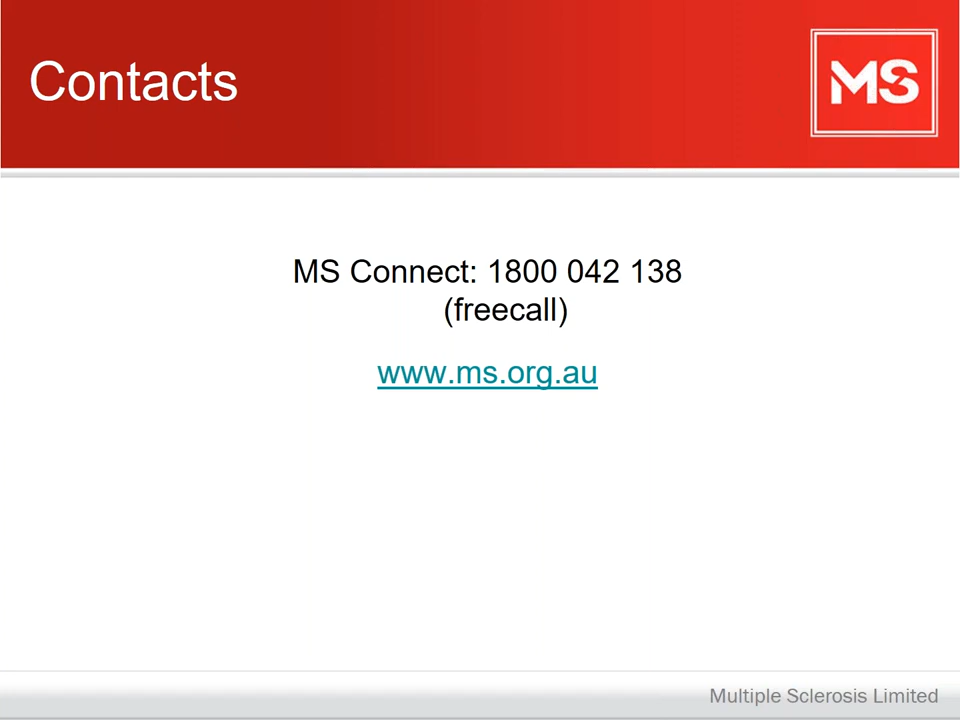 Contacts
MS
MS Connect: 1800 042 138
(freecall)
www.ms.org.au
Multiple Sclerosis Limited